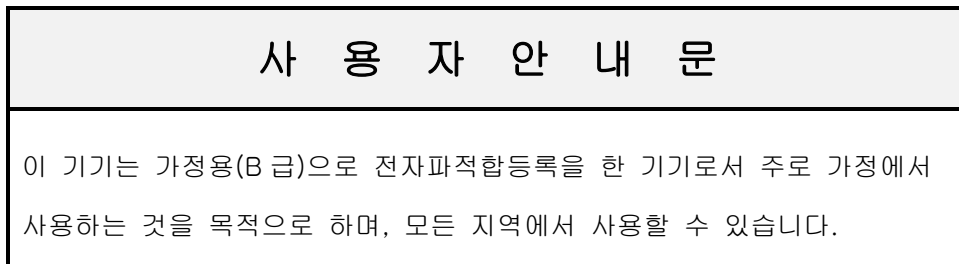 사 용 자 안 내 문
이 기기는 가정용(B 급)으로 전자파적합등록을 한 기기로서 주로 가정에서
사용하는 것을 목적으로 하며, 모든 지역에서 사용할 수 있습니다.